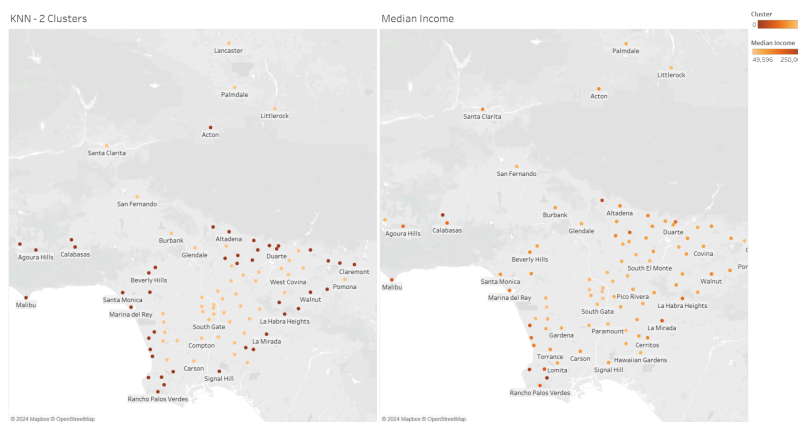 KNN - 2 Clusters
Lancaster
Palmdale
Littlerock
Acton
Santa Clarita
San Fernando
Burbank
Altadena
Glendale
Agoura Hills
Calabasas
Duarte
Claremont
Beverly Hills
West Covina
Pomona
Malibu
Santa Monica
Walnut
Marina del Rey
La Habra Heights
South Gate
Compton
La Mirada
Carson
Signal Hill
Rancho Palos Verdes
© 2024 Mapbox © OpenStreetMap
Median Income
Palmdale
Littlerock
Acton
Santa Clarita
San Fernando
Burbank
Altadena
Glendale
Agoura Hills
Calabasas
Duarte
Covina
Beverly Hills
South El Monte
Malibu
Santa Monica
Walnut
Marina del Rey
Pico Rivera
La Habra Heights
South Gate
Gardena
Paramount
La Mirada
Cerritos
Torrance
Carson
Hawaiian Gardens
Lomita
Signal Hill
Rancho Palos Verdes
© 2024 Mapbox © OpenStreetMap
Cluster
0
Median Income
49,596